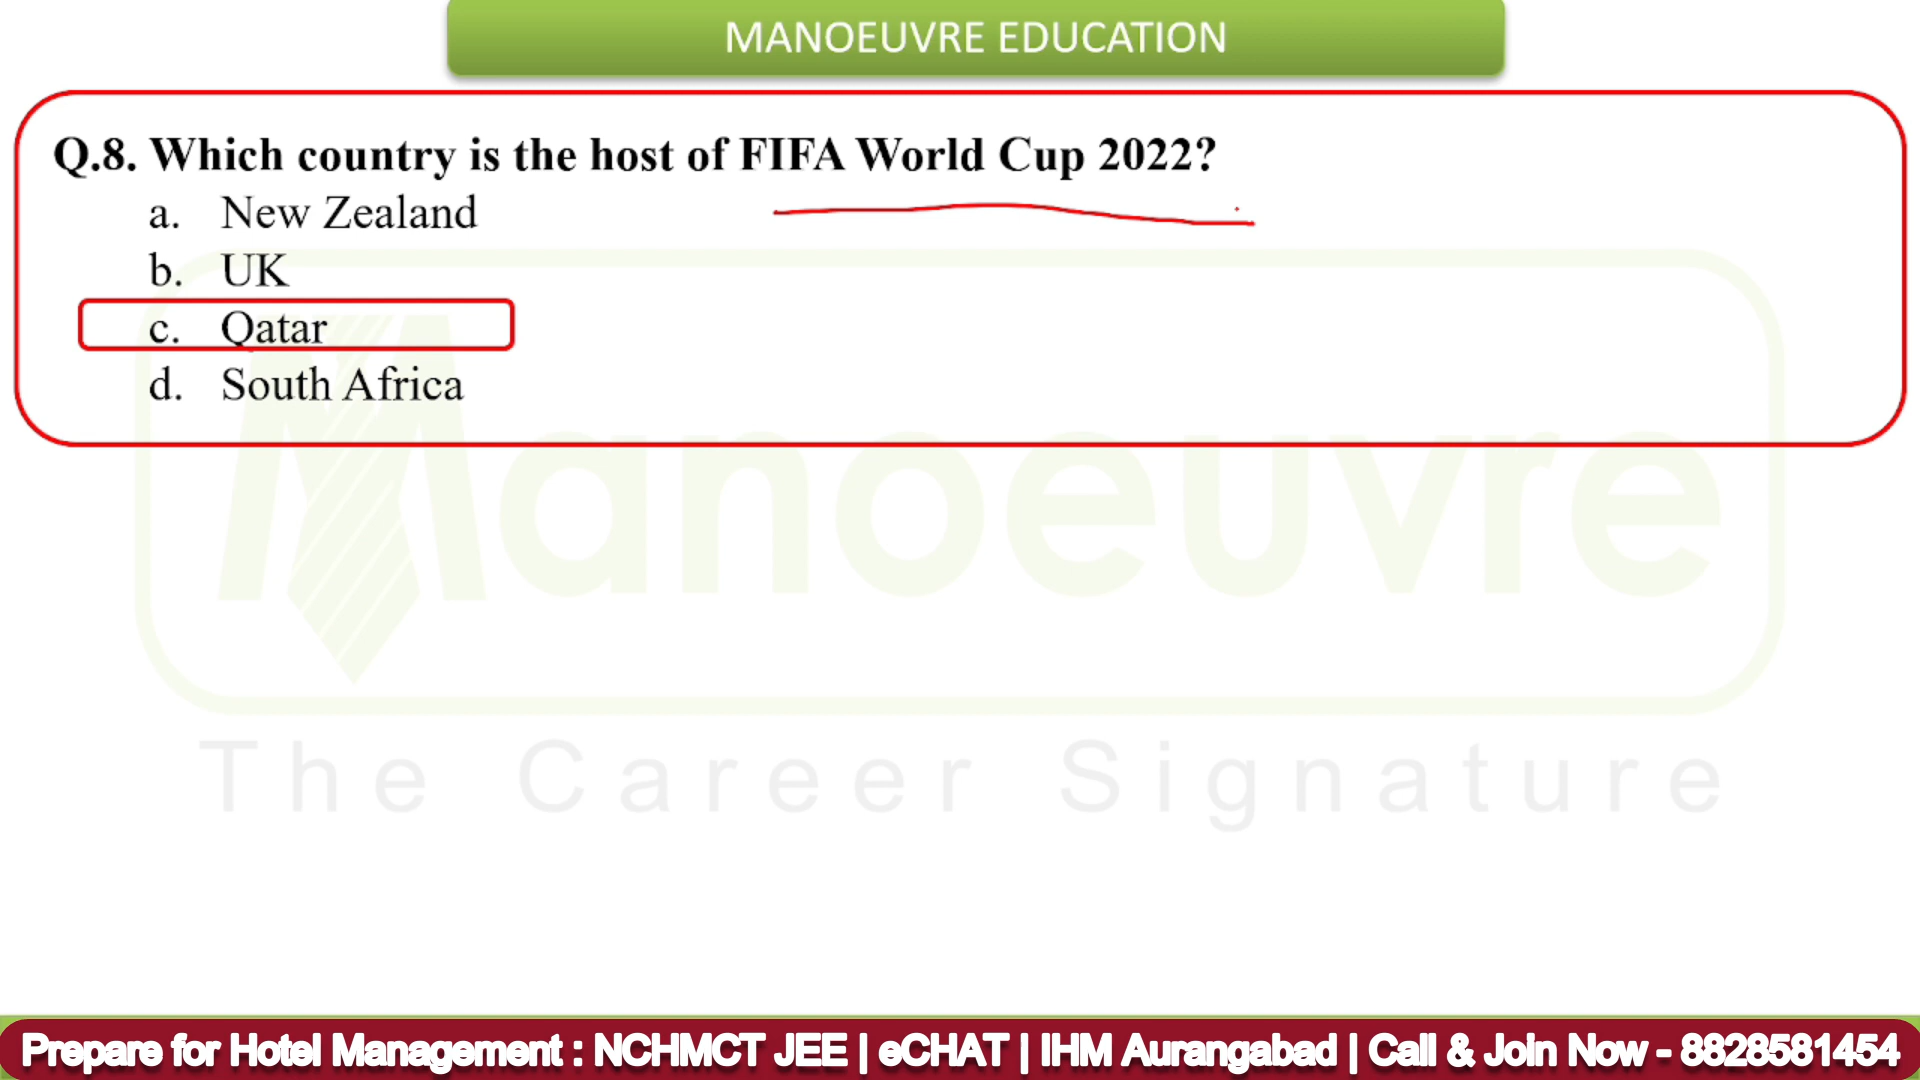 MANOEUVRE EDUCATION
Q.8. Which country is the host of FIFA World Cup 2022?
a. New Zealand
b. UK
c. Qatar
d. South Africa
Manoeuvre
The Career Signature
Prepare for Hotel Management : NCHMCT JEE | eCHAT | IHM Aurangabad | Call & Join Now - 8828581454